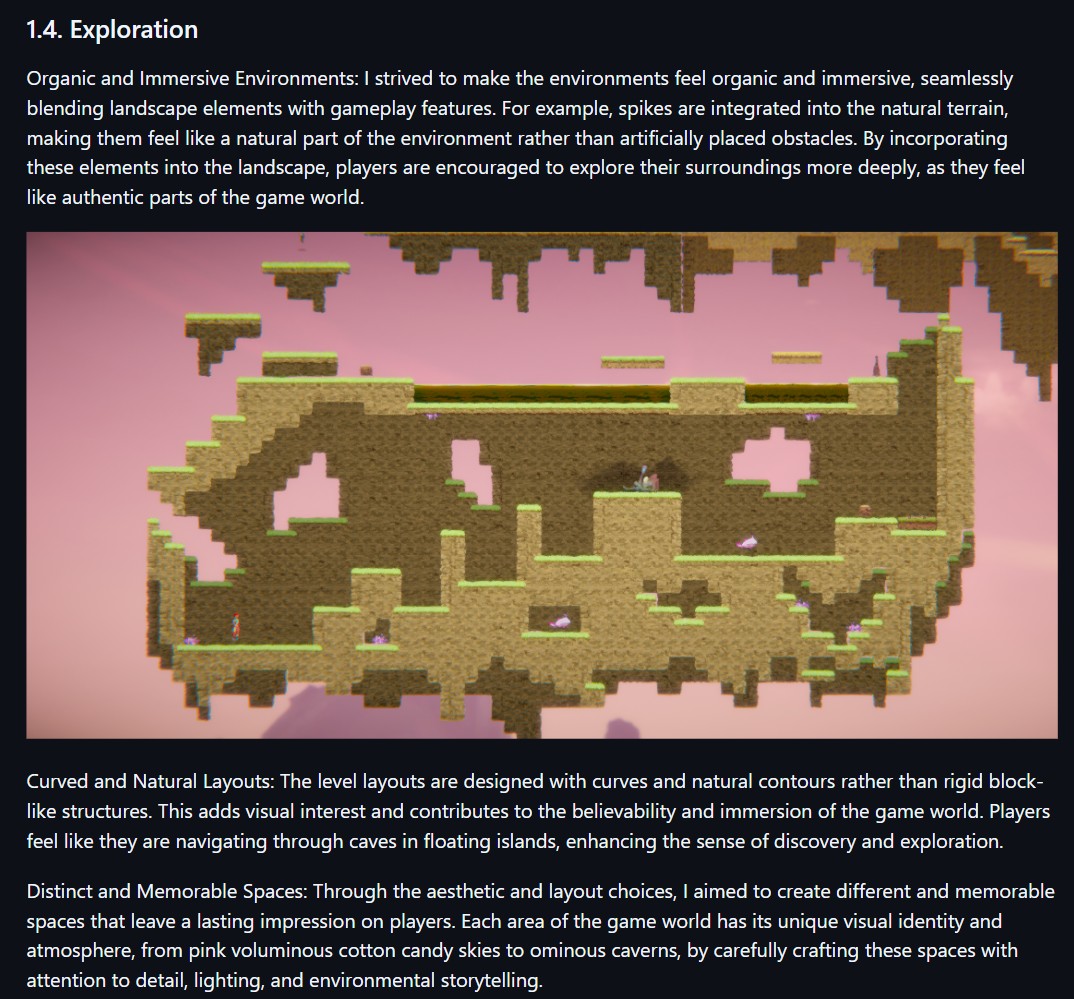 1.4. Exploration
Organic and Immersive Environments: I strived to make the environments feel organic and immersive, seamlessly
blending landscape elements with gameplay features. For example, spikes are integrated into the natural terrain,
making them feel like a natural part of the environment rather than artificially placed obstacles. By incorporating
these elements into the landscape, players are encouraged to explore their surroundings more deeply, as they feel
like authentic parts of the game world.
Curved and Natural Layouts: The level layouts are designed with curves and natural contours rather than rigid block-
like structures. This adds visual interest and contributes to the believability and immersion of the game world. Players
feel like they are navigating through caves in floating islands, enhancing the sense of discovery and exploration.
Distinct and Memorable Spaces: Through the aesthetic and layout choices, I aimed to create different and memorable
spaces that leave a lasting impression on players. Each area of the game world has its unique visual identity and
atmosphere, from pink voluminous cotton candy skies to ominous caverns, by carefully crafting these spaces with
attention to detail, lighting, and environmental storytelling.